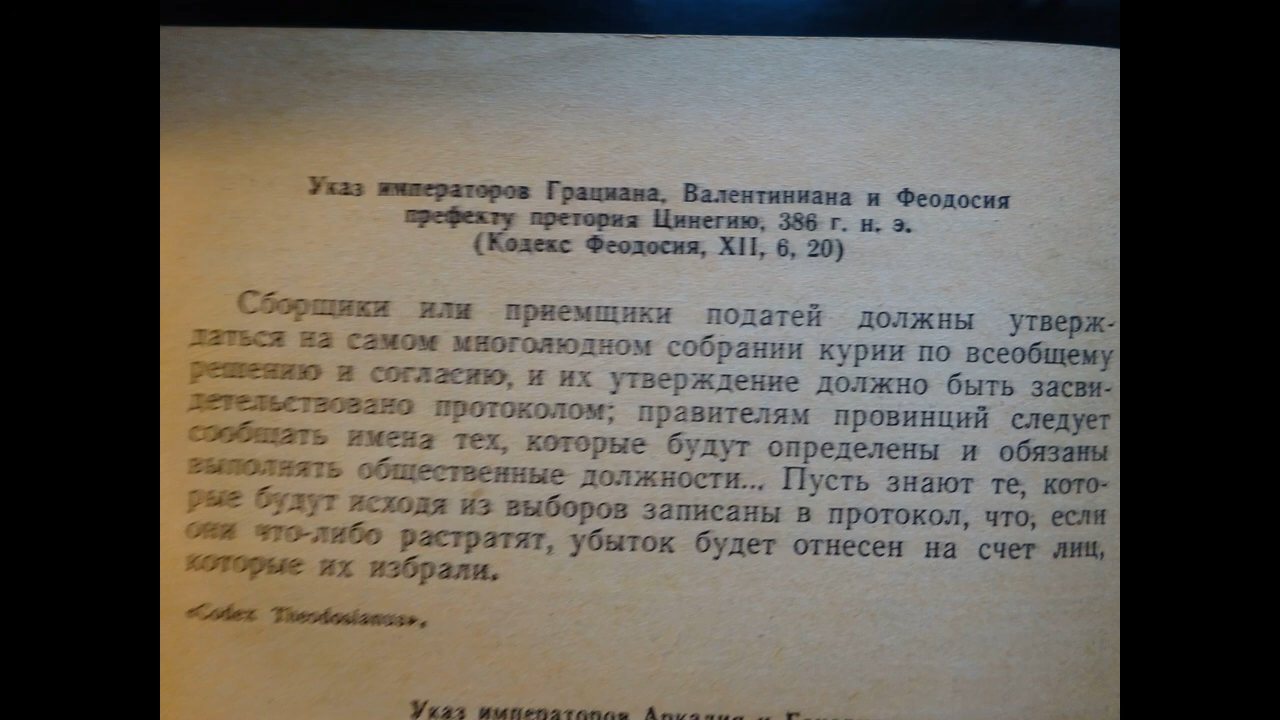 Указ императоров Грациана, Валентиниана и Феодосия
префекту претория Цинегию, 386 г. н. э.
(Кодекс Феодосия, XII, 6, 20)
Сборщики или приемщики податей должны утверж-
даться на самом многолюдном собрании курии по всеобщему
решению и согласию, и их утверждение должно быть засви-
детельствовано протоколом; правителям провинций следует
сообщать имена тех, которые будут определены и обязаны
выполнять общественные должности... Пусть знают те, кото-
рые будут исходя из выборов записаны в протокол, что, если
они что-либо растратят, убыток будет отнесен на счет лиц,
которые их избрали.
«Codex Theodosianus».
Указ императоров Аркадия и